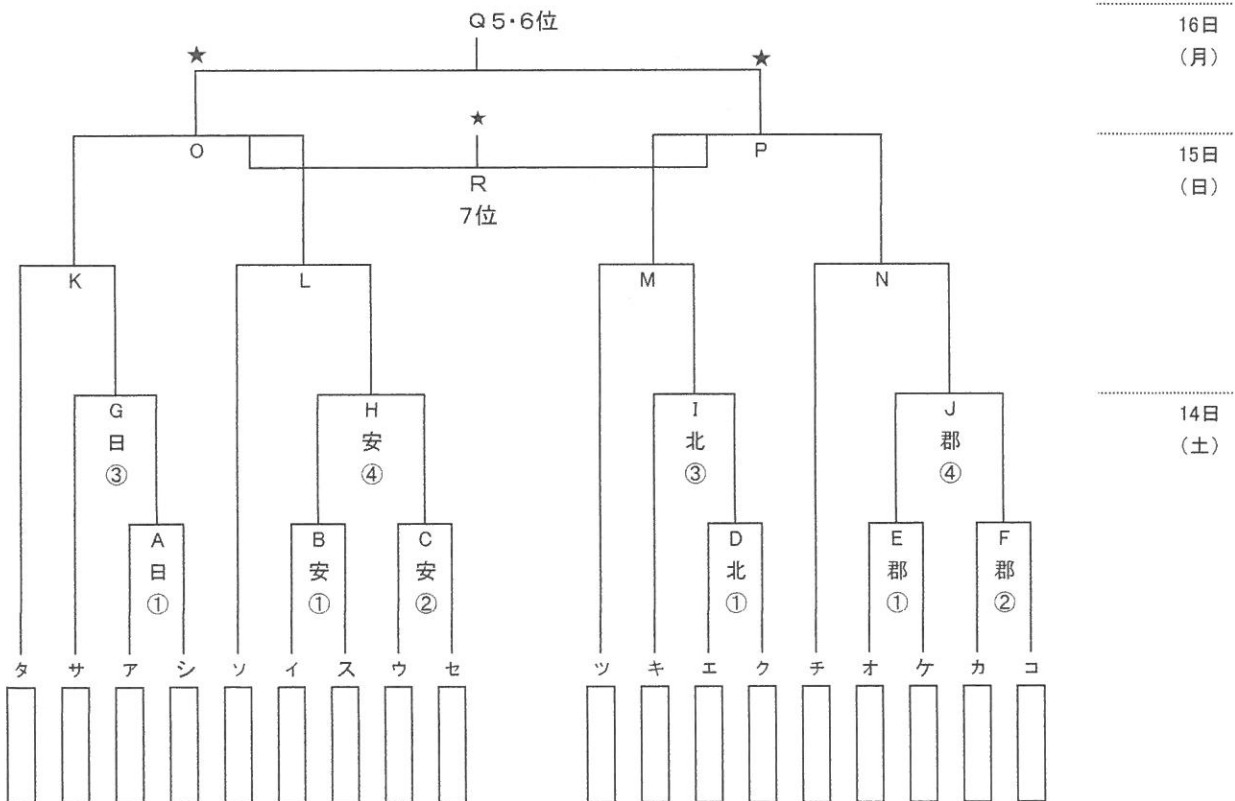 Q 5・6位
16日
(月)
★ ★
★
O P
15日
(日)
R
7位
K L M N
G H I J
14日
(土)
日 安 北 郡
③ ④ ③ ④
A B C D E F
日 安 安 北 郡 郡
① ① ② ① ① ②
タ サ ア シ ソ イ ス ウ セ ツ キ エ ク チ オ ケ カ コ